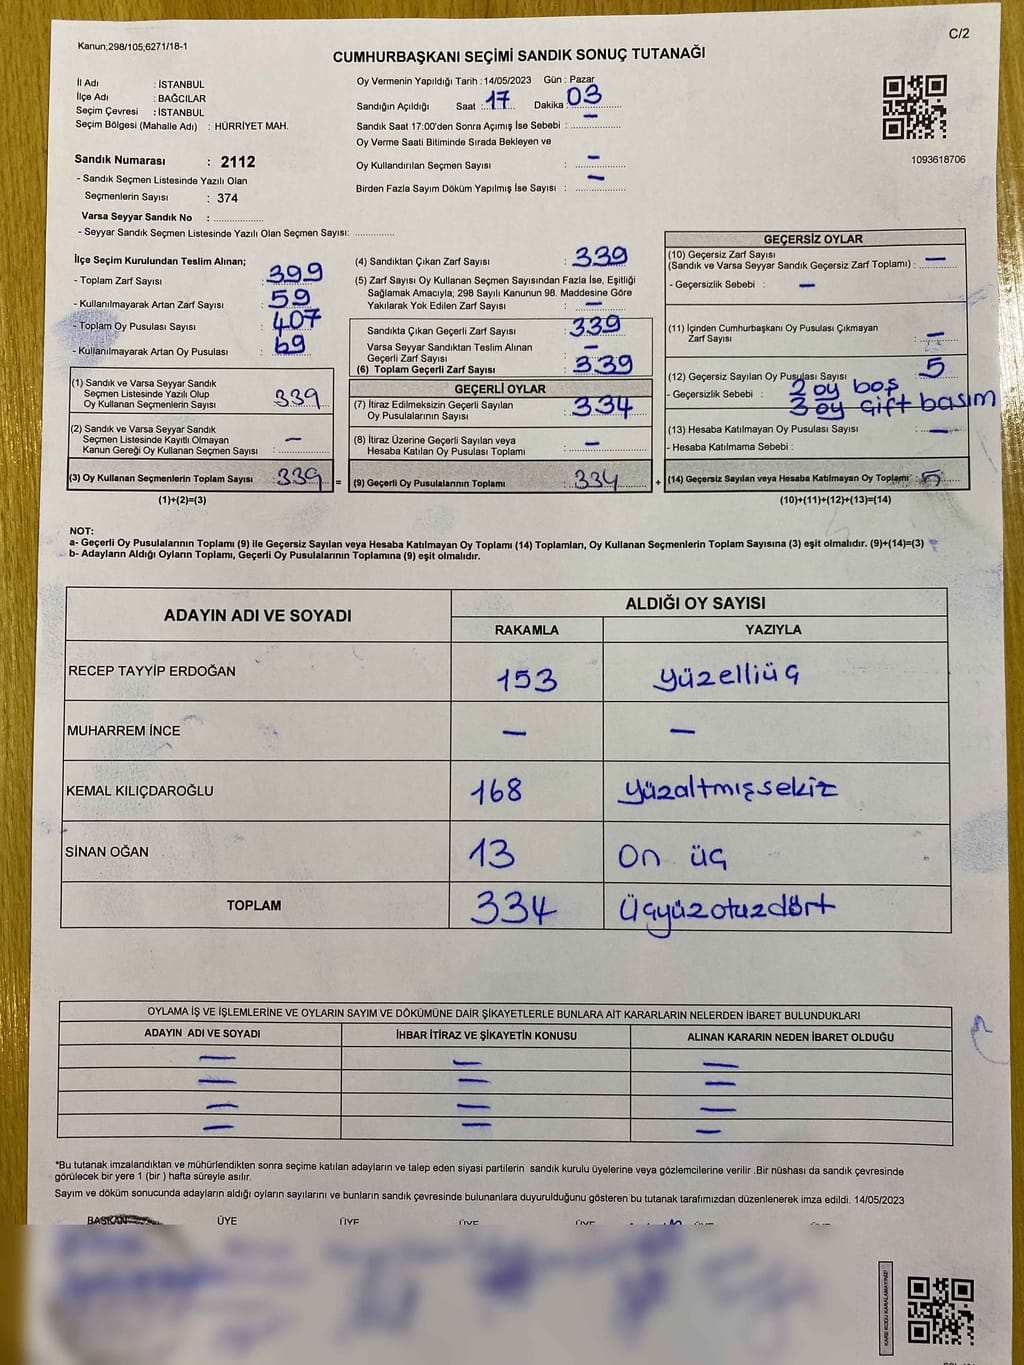 Kanun;298/105;6271/18-1
C/2
CUMHURBAŞKANI SEÇİMİ SANDIK SONUÇ TUTANAĞI
İl Adı : İSTANBUL
İlçe Adı : BAĞCILAR
Seçim Çevresi : İSTANBUL
Seçim Bölgesi (Mahalle Adı) : HÜRRİYET MAH.
Sandık Numarası : 2112
- Sandık Seçmen Listesinde Yazılı Olan
Seçmenlerin Sayısı : 374
Varsa Seyyar Sandık No : ..................
- Seyyar Sandık Seçmen Listesinde Yazılı Olan Seçmen Sayısı: ..............
Oy Vermenin Yapıldığı Tarih :14/05/2023 Gün : Pazar
Sandığın Açıldığı Saat : 17 Dakika 03
Sandık Saat 17:00'den Sonra Açımış İse Sebebi : —
Oy Verme Saati Bitiminde Sırada Bekleyen ve
Oy Kullandırılan Seçmen Sayısı : —
Birden Fazla Sayım Döküm Yapılmış İse Sayısı : —
1093618706
İlçe Seçim Kurulundan Teslim Alınan;
- Toplam Zarf Sayısı : 399
- Kullanılmayarak Artan Zarf Sayısı : 59
- Toplam Oy Pusulası Sayısı : 407
- Kullanılmayarak Artan Oy Pusulası : 69
(1) Sandık ve Varsa Seyyar Sandık
Seçmen Listesinde Yazılı Olup
Oy Kullanan Seçmenlerin Sayısı 339
(2) Sandık ve Varsa Seyyar Sandık
Seçmen Listesinde Kayıtlı Olmayan
Kanun Gereği Oy Kullanan Seçmen Sayısı : —
(3) Oy Kullanan Seçmenlerin Toplam Sayısı : 339 =
(1)+(2)=(3)
(4) Sandıktan Çıkan Zarf Sayısı : 339
(5) Zarf Sayısı Oy Kullanan Seçmen Sayısından Fazla İse, Eşitliği
Sağlamak Amacıyla; 298 Sayılı Kanunun 98. Maddesine Göre
Yakılarak Yok Edilen Zarf Sayısı : —
Sandıkta Çıkan Geçerli Zarf Sayısı : 339
Varsa Seyyar Sandıktan Teslim Alınan
Geçerli Zarf Sayısı : —
(6) Toplam Geçerli Zarf Sayısı : 339
GEÇERLİ OYLAR
(7) İtiraz Edilmeksizin Geçerli Sayılan
Oy Pusulalarının Sayısı : 334
(8) İtiraz Üzerine Geçerli Sayılan veya
Hesaba Katılan Oy Pusulası Toplamı : —
(9) Geçerli Oy Pusulalarının Toplamı : 334 +
GEÇERSİZ OYLAR
(10) Geçersiz Zarf Sayısı
(Sandık ve Varsa Seyyar Sandık Geçersiz Zarf Toplamı) : —
- Geçersizlik Sebebi : —
(11) İçinden Cumhurbaşkanı Oy Pusulası Çıkmayan
Zarf Sayısı : —
(12) Geçersiz Sayılan Oy Pusulası Sayısı : 5
- Geçersizlik Sebebi : 2 oy boş
3 oy çift basım
(13) Hesaba Katılmayan Oy Pusulası Sayısı : —
- Hesaba Katılmama Sebebi :
(14) Geçersiz Sayılan veya Hesaba Katılmayan Oy Toplamı : 5
(10)+(11)+(12)+(13)=(14)
NOT:
a- Geçerli Oy Pusulalarının Toplamı (9) ile Geçersiz Sayılan veya Hesaba Katılmayan Oy Toplamı (14) Toplamları, Oy Kullanan Seçmenlerin Toplam Sayısına (3) eşit olmalıdır. (9)+(14)=(3)
b- Adayların Aldığı Oyların Toplamı, Geçerli Oy Pusulalarının Toplamına (9) eşit olmalıdır.
ADAYIN ADI VE SOYADI
ALDIĞI OY SAYISI
RAKAMLA YAZIYLA
RECEP TAYYİP ERDOĞAN 153 yüzelliüç
MUHARREM İNCE — —
KEMAL KILIÇDAROĞLU 168 yüzaltmışsekiz
SİNAN OĞAN 13 On üç
TOPLAM 334 Üçyüzotuzdört
OYLAMA İŞ VE İŞLEMLERİNE VE OYLARIN SAYIM VE DÖKÜMÜNE DAİR ŞİKAYETLERLE BUNLARA AİT KARARLARIN NELERDEN İBARET BULUNDUKLARI
ADAYIN ADI VE SOYADI İHBAR İTİRAZ VE ŞİKAYETİN KONUSU ALINAN KARARIN NEDEN İBARET OLDUĞU
— — —
— — —
— — —
— — —
*Bu tutanak imzalandıktan ve mühürlendikten sonra seçime katılan adayların ve talep eden siyasi partilerin sandık kurulu üyelerine veya gözlemcilerine verilir .Bir nüshası da sandık çevresinde
görülecek bir yere 1 (bir ) hafta süreyle asılır.
Sayım ve döküm sonucunda adayların aldığı oyların sayılarını ve bunların sandık çevresinde bulunanlara duyurulduğunu gösteren bu tutanak tarafımızdan düzenlenerek imza edildi. 14/05/2023
BAŞKAN ÜYE ÜYE ÜYE ÜYE ÜYE ÜYE
KARE KODU KARALAMAYINIZ!